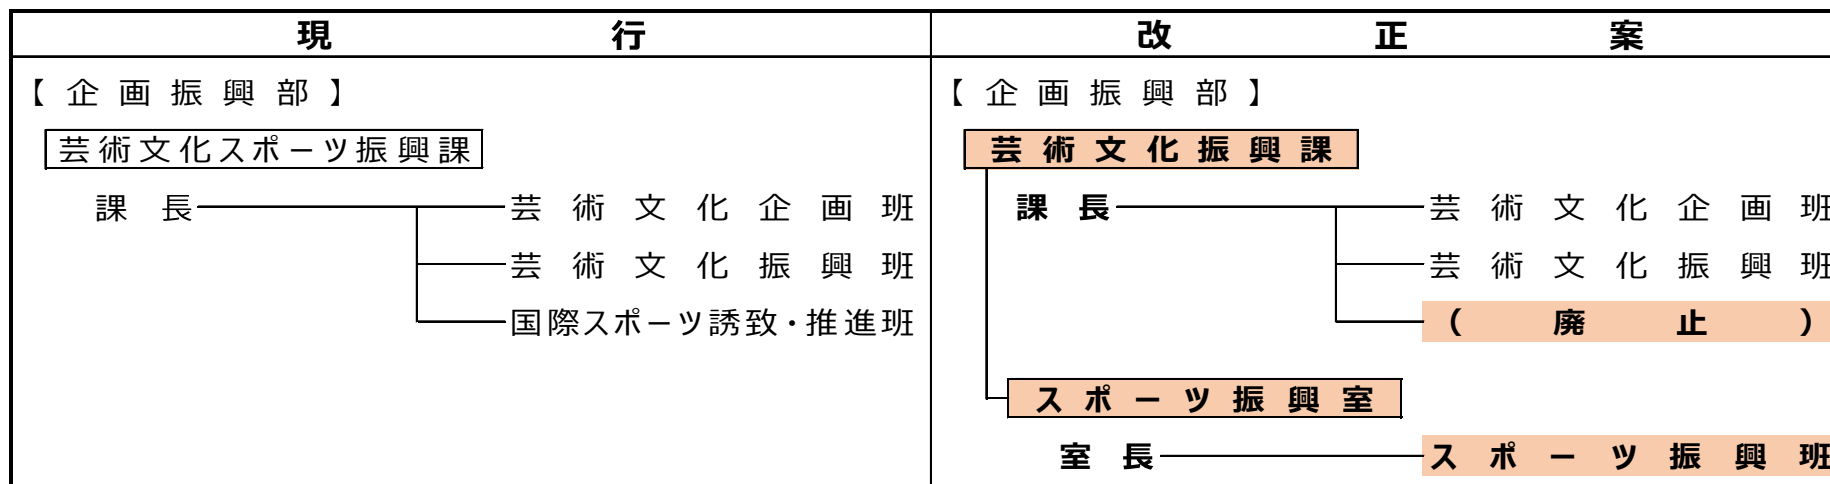 現行
改正案
【企画振興部】
芸術文化スポーツ振興課
課長
芸術文化企画班
芸術文化振興班
国際スポーツ誘致・推進班
【企画振興部】
芸術文化振興課
課長
芸術文化企画班
芸術文化振興班
(廃止)
スポーツ振興室
室長
スポーツ振興班